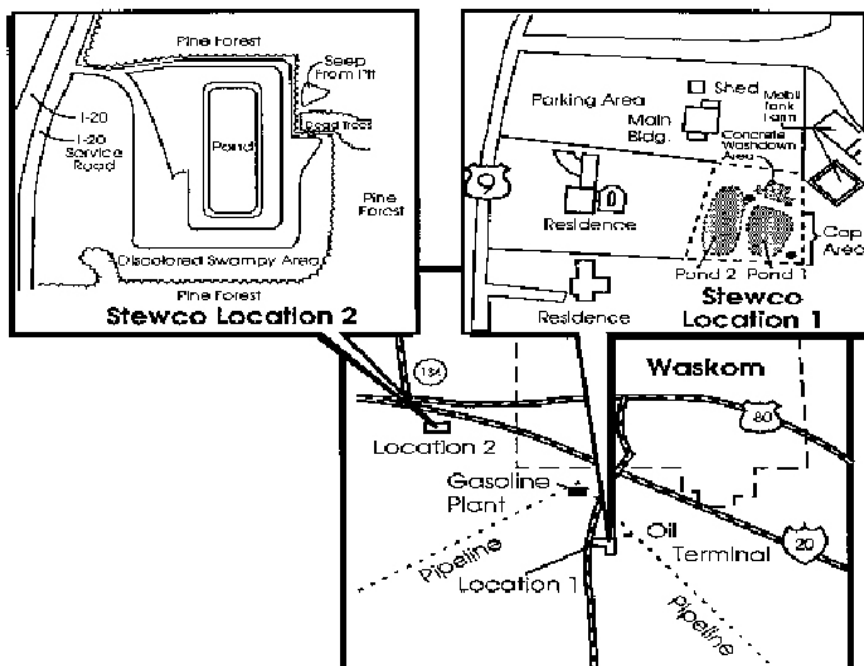 Pine Forest
Seep
From Pit
Dead Trees
I-20
I-20
Service
Road
Pond
Pine
Forest
Discolored Swampy Area
Pine Forest
Stewco Location 2
Shed
Parking Area
Main
Bldg.
Mobil
Tank
Farm
Concrete
Washdown
Area
9
Residence
Cap
Area
Pond 2
Pond 1
Residence
Stewco
Location 1
134
Waskom
80
Location 2
Gasoline
Plant
Oil
Terminal
20
Pipeline
Location 1
Pipeline